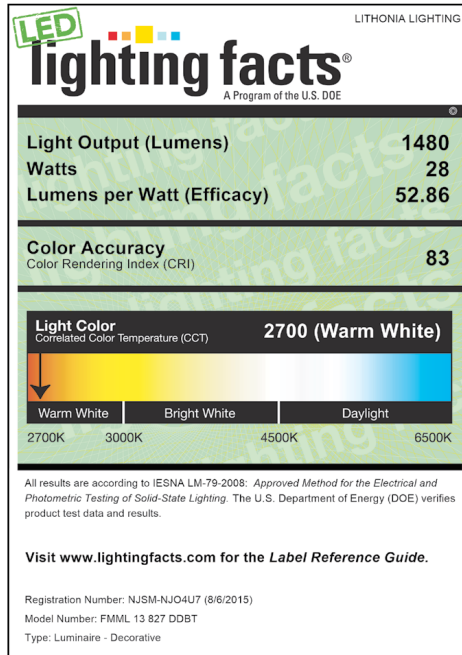 LED
LITHONIA LIGHTING
lighting facts®
A Program of the U.S. DOE
©
Light Output (Lumens) 1480
Watts 28
Lumens per Watt (Efficacy) 52.86
Color Accuracy
Color Rendering Index (CRI) 83
Light Color
Correlated Color Temperature (CCT) 2700 (Warm White)
Warm White Bright White Daylight
2700K 3000K 4500K 6500K
All results are according to IESNA LM-79-2008: Approved Method for the Electrical and
Photometric Testing of Solid-State Lighting. The U.S. Department of Energy (DOE) verifies
product test data and results.
Visit www.lightingfacts.com for the Label Reference Guide.
Registration Number: NJSM-NJO4U7 (8/6/2015)
Model Number: FMML 13 827 DDBT
Type: Luminaire - Decorative